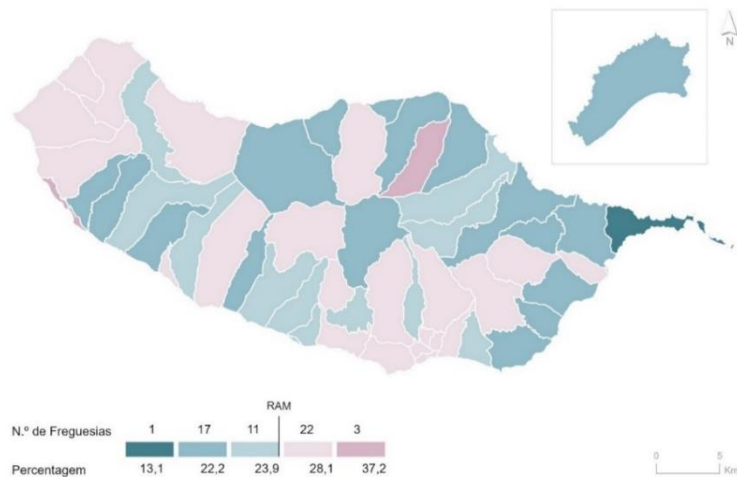 N
RAM
N.º de Freguesias 1 17 11 22 3
Percentagem 13,1 22,2 23,9 28,1 37,2
0 5
Km